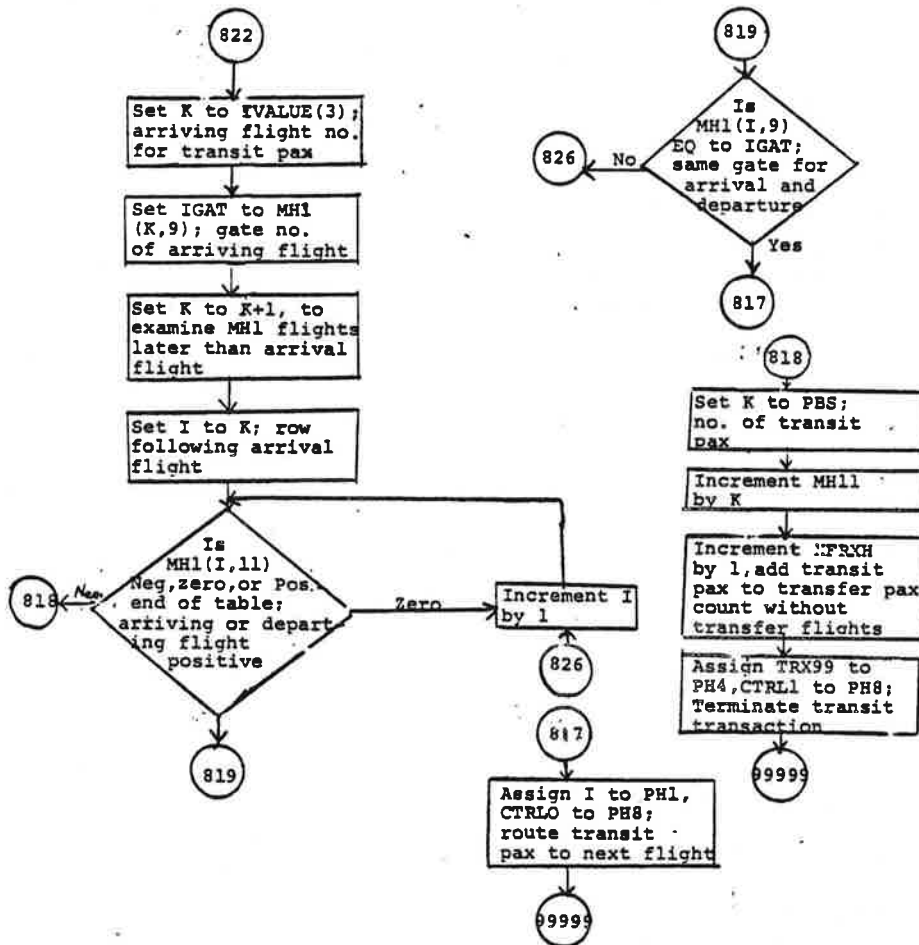 822
Set K to IVALUE(3);
arriving flight no.
for transit pax
Set IGAT to MH1
(K,9); gate no.
of arriving flight
Set K to K+1, to
examine MH1 flights
later than arrival
flight
Set I to K; row
following arrival
flight
Is
MH1(I,11)
Neg,zero,or Pos.
end of table;
arriving or depart-
ing flight
positive
Neg.
818
Zero
Increment I
by 1
826
819
817
Assign I to PH1,
CTRLO to PH8;
route transit
pax to next flight
99999
819
Is
MH1(I,9)
EQ to IGAT;
same gate for
arrival and
departure
No
826
Yes
817
818
Set K to PBS;
no. of transit
pax
Increment MH11
by K
Increment
by 1,add transit
pax to transfer pax
count without
transfer flights
Assign TRX99 to
PH4,CTRL1 to PH8;
Terminate transit
transaction
99999